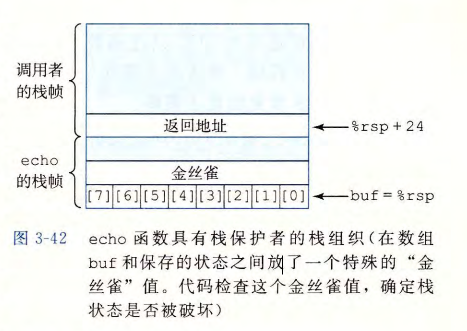 调用者
的栈帧
返回地址
%rsp+24
echo
的栈帧
金丝雀
[7][6][5][4][3][2][1][0]
buf=%rsp
图 3-42 echo 函数具有栈保护者的栈组织(在数组
buf 和保存的状态之间放了一个特殊的“金
丝雀”值。代码检查这个金丝雀值，确定栈
状态是否被破坏)